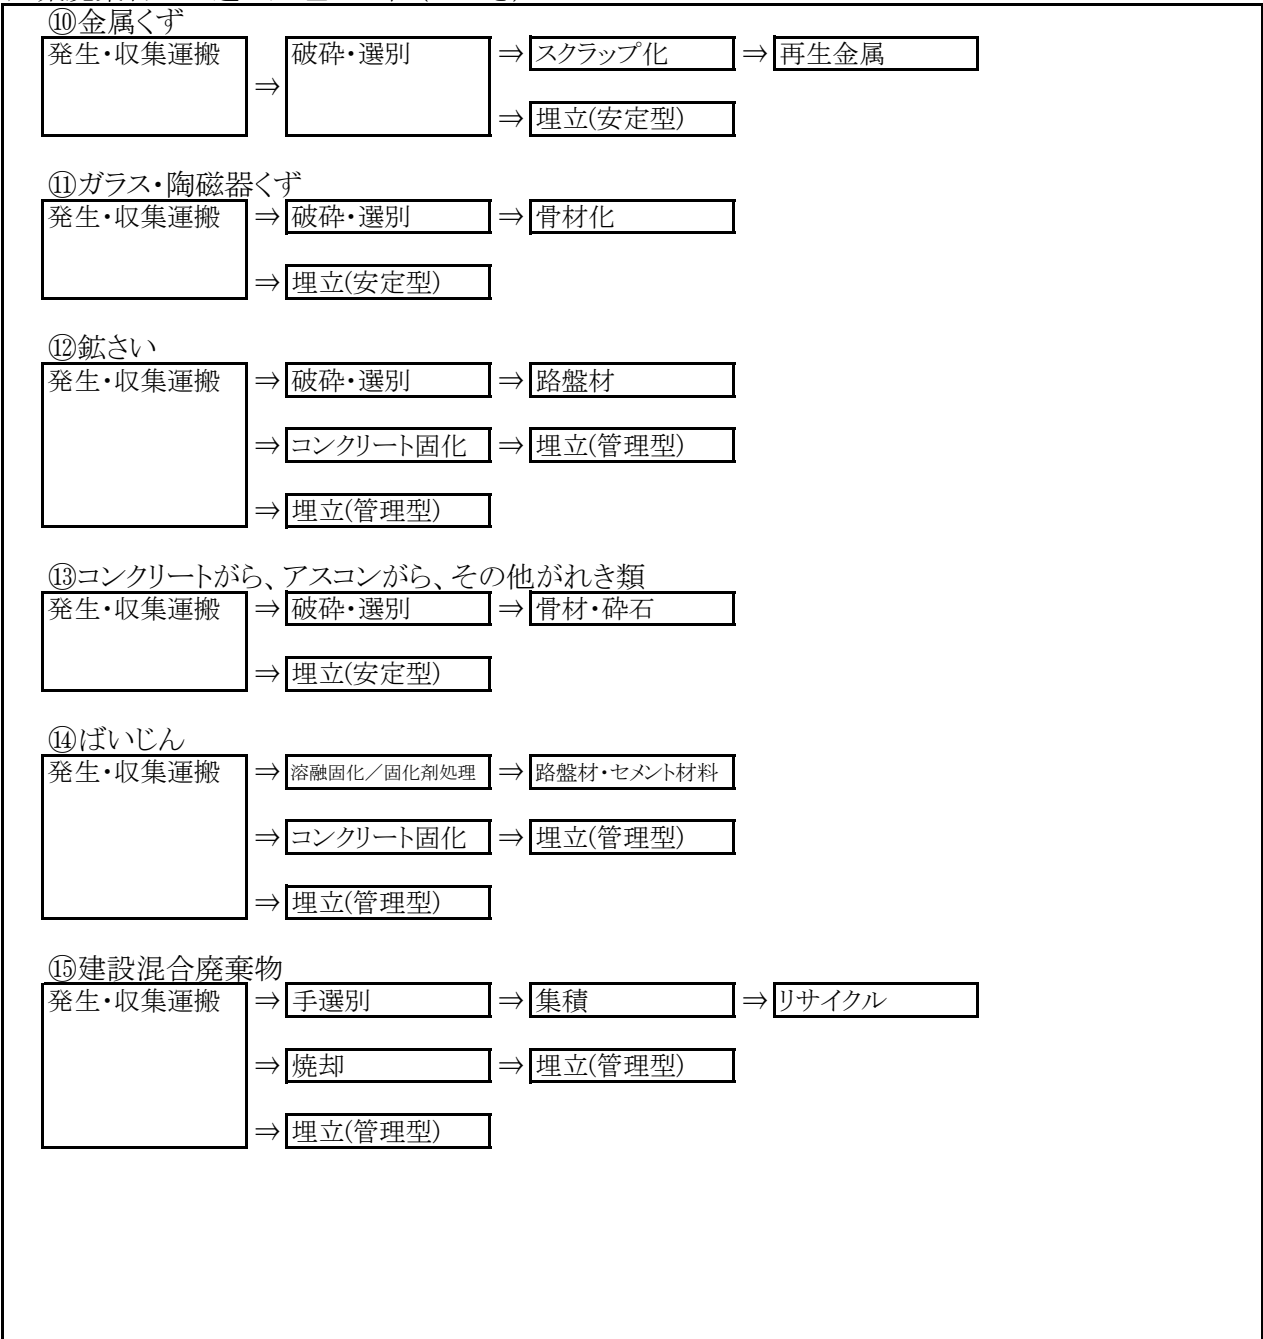 ⑩金属くず
発生・収集運搬 破砕・選別 ⇒ スクラップ化 ⇒ 再生金属
⇒
⇒ 埋立(安定型)
⑪ガラス・陶磁器くず
発生・収集運搬 ⇒ 破砕・選別 ⇒ 骨材化
⇒ 埋立(安定型)
⑫鉱さい
発生・収集運搬 ⇒ 破砕・選別 ⇒ 路盤材
⇒ コンクリート固化 ⇒ 埋立(管理型)
⇒ 埋立(管理型)
⑬コンクリートがら、アスコンがら、その他がれき類
発生・収集運搬 ⇒ 破砕・選別 ⇒ 骨材・砕石
⇒ 埋立(安定型)
⑭ばいじん
発生・収集運搬 ⇒ 溶融固化／固化剤処理 ⇒ 路盤材・セメント材料
⇒ コンクリート固化 ⇒ 埋立(管理型)
⇒ 埋立(管理型)
⑮建設混合廃棄物
発生・収集運搬 ⇒ 手選別 ⇒ 集積 ⇒ リサイクル
⇒ 焼却 ⇒ 埋立(管理型)
⇒ 埋立(管理型)